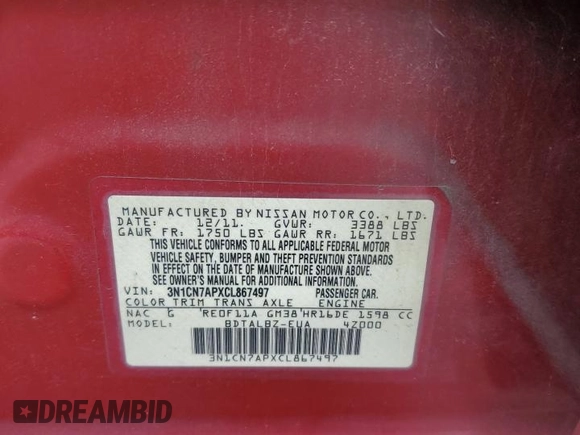 MANUFACTURED BY NISSAN MOTOR CO., LTD.
DATE: 12/11. GVWR: 3388 LBS
GAWR FR: 1750 LBS GAWR RR: 1671 LBS
THIS VEHICLE CONFORMS TO ALL APPLICABLE FEDERAL MOTOR
VEHICLE SAFETY, BUMPER AND THEFT PREVENTION STANDARDS
IN EFFECT ON THE DATE OF MANUFACTURE SHOWN ABOVE.
SEE OWNER'S MANUAL FOR ADDITIONAL INFORMATION.
VIN: 3N1CN7APXCL867497 PASSENGER CAR.
COLOR TRIM TRANS AXLE ENGINE
NAC G RE0F11A GM38 HR16DE 1598 CC
MODEL: BDTALBZ-EUA 4Z000
3N1CN7APXCL867497
DREAMBID